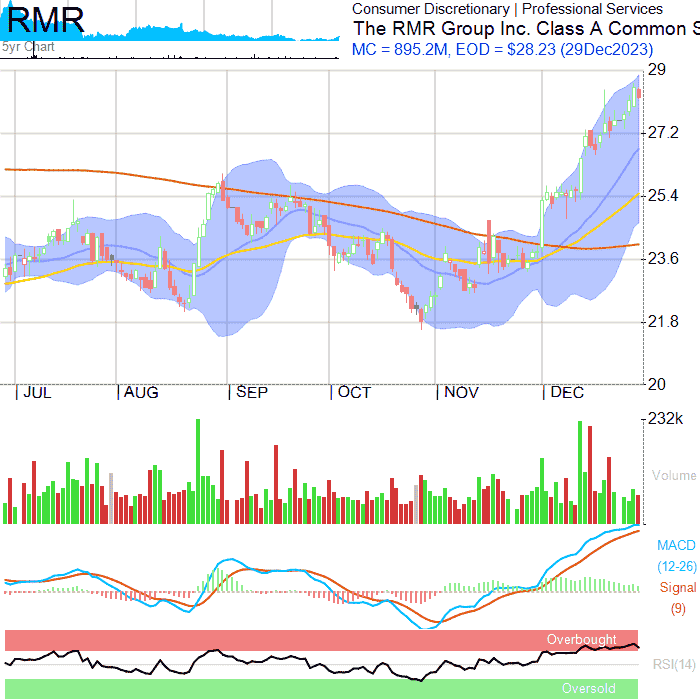 RMR
5yr Chart
Consumer Discretionary | Professional Services
The RMR Group Inc. Class A Common S
MC = 895.2M, EOD = $28.23 (29Dec2023)
29
27.2
25.4
23.6
21.8
20
JUL AUG SEP OCT NOV DEC
232k
Volume
MACD
(12-26)
Signal
(9)
Overbought
RSI(14)
Oversold